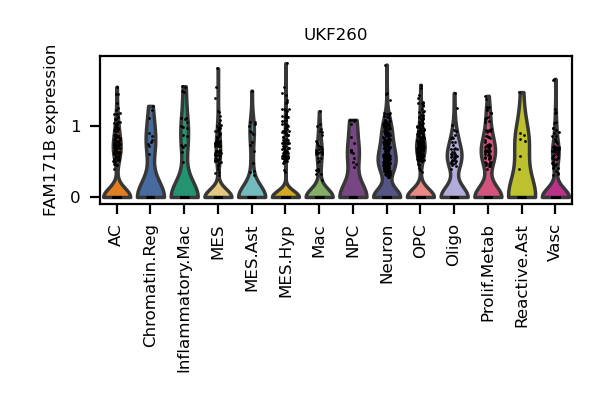 UKF260
FAM171B expression
1
0
AC
Chromatin.Reg
Inflammatory.Mac
MES
MES.Ast
MES.Hyp
Mac
NPC
Neuron
OPC
Oligo
Prolif.Metab
Reactive.Ast
Vasc